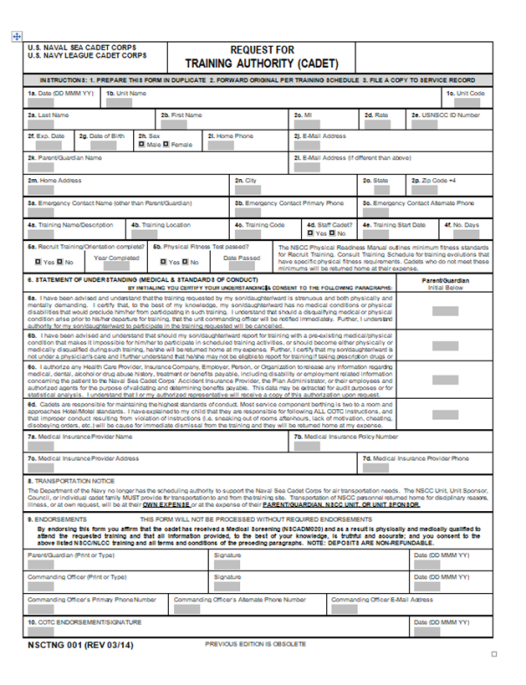 U.S. NAVAL SEA CADET CORPS
U.S. NAVY LEAGUE CADET CORPS
REQUEST FOR
TRAINING AUTHORITY (CADET)
INSTRUCTIONS: 1. PREPARE THIS FORM IN DUPLICATE 2. FORWARD ORIGINAL PER TRAINING SCHEDULE 3. FILE A COPY TO SERVICE RECORD
1a. Date (DD MMM YY) 1b. Unit Name 1c. Unit Code
2a. Last Name 2b. First Name 2c. MI 2d. Rate 2e. USNSCC ID Number
2f. Exp. Date 2g. Date of Birth 2h. Sex 2i. Home Phone 2j. E-Mail Address
Male Female
2k. Parent/Guardian Name 2l. E-Mail Address (if different than above)
2m. Home Address 2n. City 2o. State 2p. Zip Code +4
3a. Emergency Contact Name (other than Parent/Guardian) 3b. Emergency Contact Primary Phone 3c. Emergency Contact Alternate Phone
4a. Training Name/Description 4b. Training Location 4c. Training Code 4d. Staff Cadet? 4e. Training Start Date 4f. No. Days
Yes No
5a. Recruit Training/Orientation complete? 5b. Physical Fitness Test passed? The NSCC Physical Readiness Manual outlines minimum fitness standards
Year Completed Date Passed for Recruit Training. Consult Training Schedule for training evolutions that
Yes No Yes No have specific physical fitness requirements. Cadets who do not meet these
minimums will be returned home at their expense.
6. STATEMENT OF UNDERSTANDING (MEDICAL & STANDARDS OF CONDUCT) Parent/Guardian
BY INITIALING YOU CERTIFY YOUR UNDERSTANDING & CONSENT TO THE FOLLOWING PARAGRAPHS: Initial Below
6a. I have been advised and understand that the training requested by my son/daughter/ward is strenuous and both physically and
mentally demanding. I certify that, to the best of my knowledge, my son/daughter/ward has no medical conditions or physical
disabilities that would preclude him/her from participating in such training. I understand that should a disqualifying medical or physical
condition arise prior to his/her departure for training, that the unit commanding officer will be notified immediately. Further, I understand
authority for my son/daughter/ward to participate in the training requested will be cancelled.
6b. I have been advised and understand that should my son/daughter/ward report for training with a pre-existing medical/physical
condition that makes it impossible for him/her to participate in scheduled training activities, or should become either physically or
medically disqualified during such training, he/she will be returned home at my expense. Further, I certify that my son/daughter/ward is
not under a physician's care and I further understand that he/she may not be eligible to report for training if taking prescription drugs or
6c. I authorize any Health Care Provider, Insurance Company, Employer, Person, or Organization to release any information regarding
medical, dental, alcohol or drug abuse history, treatment or benefits payable, including disability or employment related information
concerning the patient to the Naval Sea Cadet Corps' Accident Insurance Provider, the Plan Administrator, or their employees and
authorized agents for the purpose of validating and determining benefits payable. This data may be extracted for audit purposes or for
statistical analysis. I understand that I or my authorized representative will receive a copy of this authorization upon request.
6d. Cadets are responsible for maintaining the highest standards of conduct. Most service component berthing is two to a room and
approaches Hotel/Motel standards. I have explained to my child that they are responsible for following ALL COTC instructions, and
that improper conduct resulting from violation of instructions (i.e. sneaking out of rooms afterhours, lack of motivation, cheating,
disobeying orders, etc.) will be cause for immediate dismissal from the training and they will be returned home at my expense.
7a. Medical Insurance Provider Name 7b. Medical Insurance Policy Number
7c. Medical Insurance Provider Address 7d. Medical Insurance Provider Phone
8. TRANSPORTATION NOTICE
The Department of the Navy no longer has the scheduling authority to support the Naval Sea Cadet Corps for air transportation needs. The NSCC Unit, Unit Sponsor,
Council, or individual cadet family MUST provide for transportation to and from the training site. Transportation of NSCC personnel returned home for disciplinary reasons,
illness, or at own request, will be at their OWN EXPENSE or at the expense of their PARENT/GUARDIAN, NSCC UNIT, OR UNIT SPONSOR.
9. ENDORSEMENTS THIS FORM WILL NOT BE PROCESSED WITHOUT REQUIRED ENDORSEMENTS
By endorsing this form you affirm that the cadet has received a Medical Screening (NSCADM020) and as a result is physically and medically qualified to
attend the requested training and that all information provided, to the best of your knowledge, is truthful and accurate; and you consent to the
above listed NSCC/NLCC training and all terms and conditions of the preceding paragraphs. NOTE: DEPOSITS ARE NON-REFUNDABLE.
Parent/Guardian (Print or Type) Signature Date (DD MMM YY)
Commanding Officer (Print or Type) Signature Date (DD MMM YY)
Commanding Officer's Primary Phone Number Commanding Officer's Alternate Phone Number Commanding Officer E-Mail Address
10. COTC ENDORSEMENT/SIGNATURE Date (DD MMM YY)
NSCTNG 001 (REV 03/14) PREVIOUS EDITION IS OBSOLETE